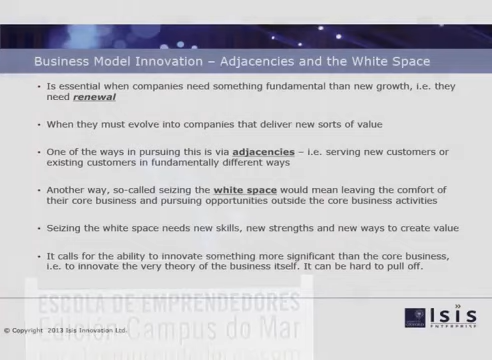 Business Model Innovation – Adjacencies and the White Space
• Is essential when companies need something fundamental than new growth, i.e. they
need renewal
• When they must evolve into companies that deliver new sorts of value
• One of the ways in pursuing this is via adjacencies – i.e. serving new customers or
existing customers in fundamentally different ways
• Another way, so-called seizing the white space would mean leaving the comfort of
their core business and pursuing opportunities outside the core business activities
• Seizing the white space needs new skills, new strengths and new ways to create value
• It calls for the ability to innovate something more significant than the core business,
i.e. to innovate the very theory of the business itself. It can be hard to pull off.
ESCOLA DE EMPRENDEDORES
Edición Campus do Mar
Isis
ENTERPRISE
© Copyright 2013 Isis Innovation Ltd.